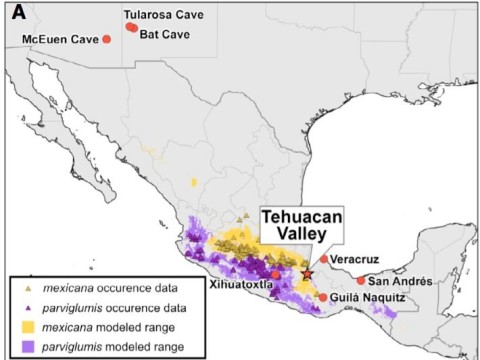 A
Tularosa Cave
McEuen Cave
Bat Cave
Tehuacan
Valley
Veracruz
Xihuatoxtla
San Andrés
Guilá Naquitz
mexicana occurence data
parviglumis occurence data
mexicana modeled range
parviglumis modeled range